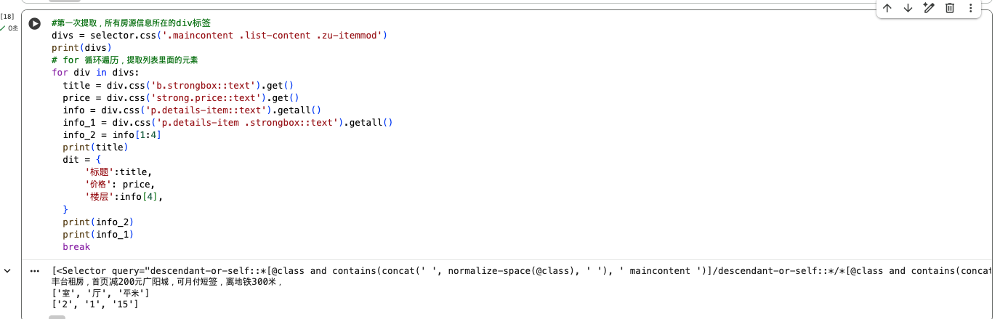 [18]
0초
#第一次提取，所有房源信息所在的div标签
divs = selector.css('.maincontent .list-content .zu-itemmod')
print(divs)
# for 循环遍历，提取列表里面的元素
for div in divs:
  title = div.css('b.strongbox::text').get()
  price = div.css('strong.price::text').get()
  info = div.css('p.details-item::text').getall()
  info_1 = div.css('p.details-item .strongbox::text').getall()
  info_2 = info[1:4]
  print(title)
  dit = {
      '标题':title,
      '价格': price,
      '楼层':info[4],
  }
  print(info_2)
  print(info_1)
  break
[<Selector query="descendant-or-self::*[@class and contains(concat(' ', normalize-space(@class), ' '), ' maincontent ')]/descendant-or-self::*/*[@class and contains(concat
丰台租房，首页减200元广阳城，可月付短签，离地铁300米，
['室', '厅', '平米']
['2', '1', '15']